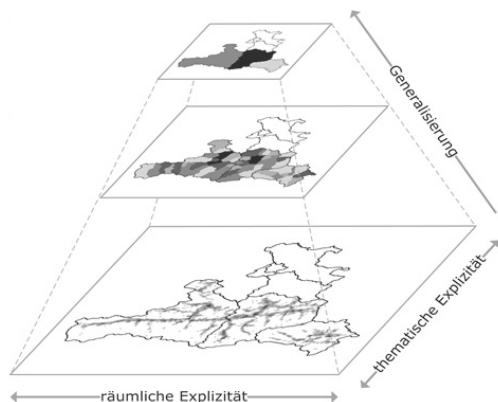 Generalisierung
thematische Explizität
räumliche Explizität